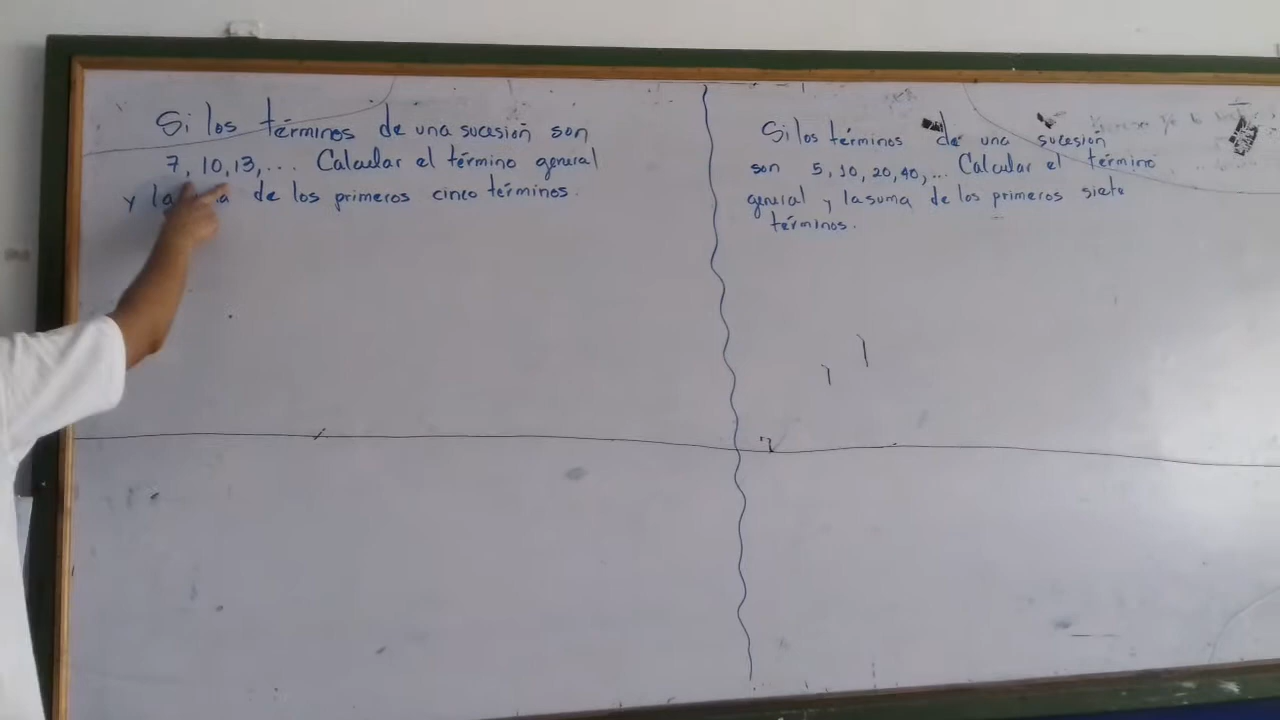 Si los términos de una sucesión son
7, 10, 13, ... Calcular el término general
y la de los primeros cinco términos.
Si los términos de una sucesión
son 5, 10, 20, 40, ... Calcular el término
general y la suma de los primeros siete
términos.